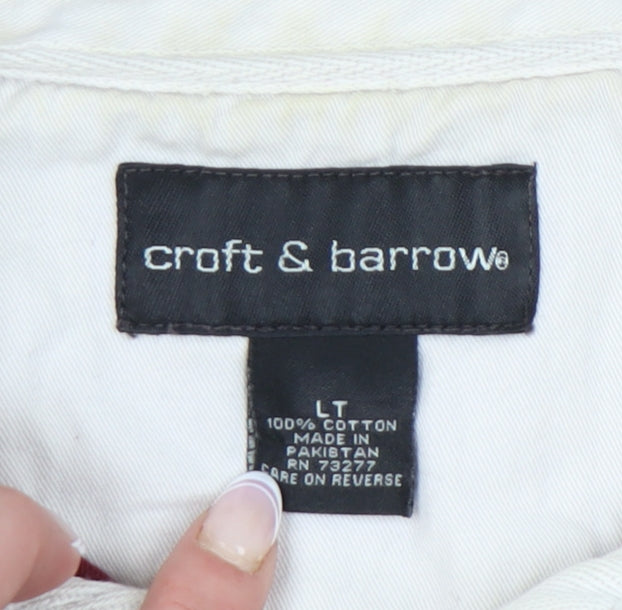 croft & barrow®
LT
100% COTTON
MADE IN
PAKISTAN
RN 73277
CARE ON REVERSE